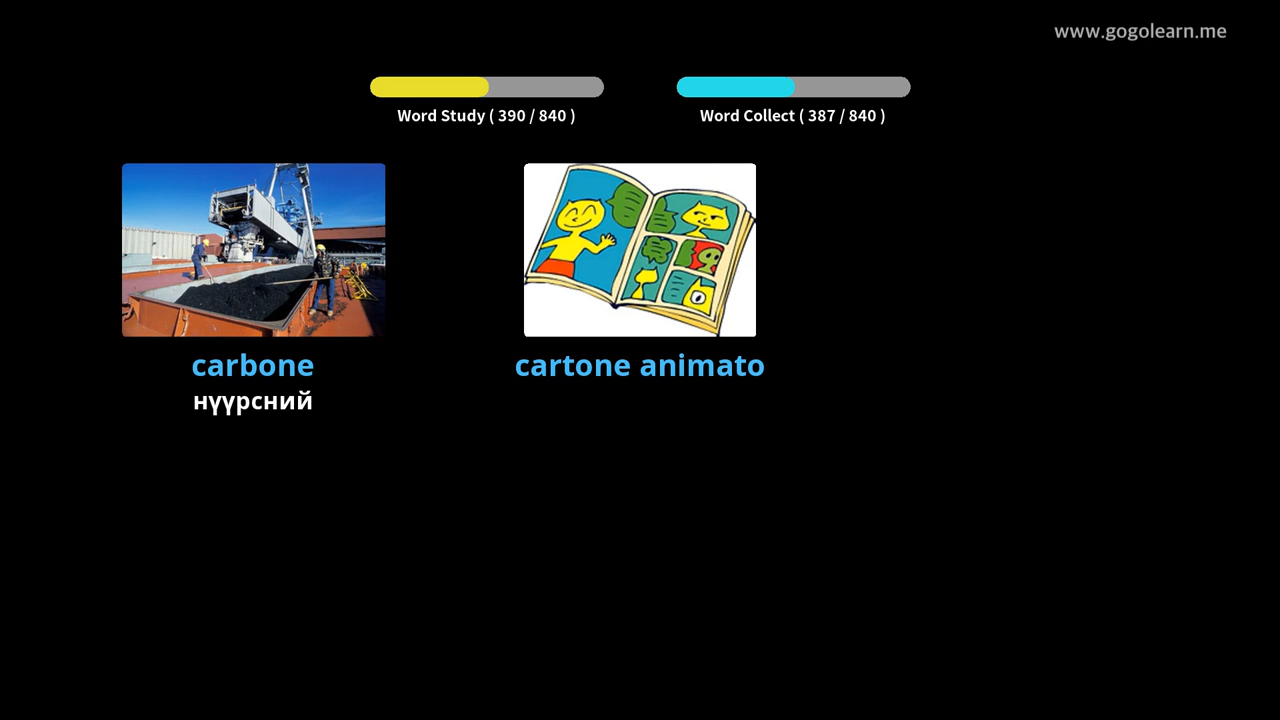 www.gogolearn.me
Word Study ( 390 / 840 )
Word Collect ( 387 / 840 )
carbone
нүүрсний
cartone animato